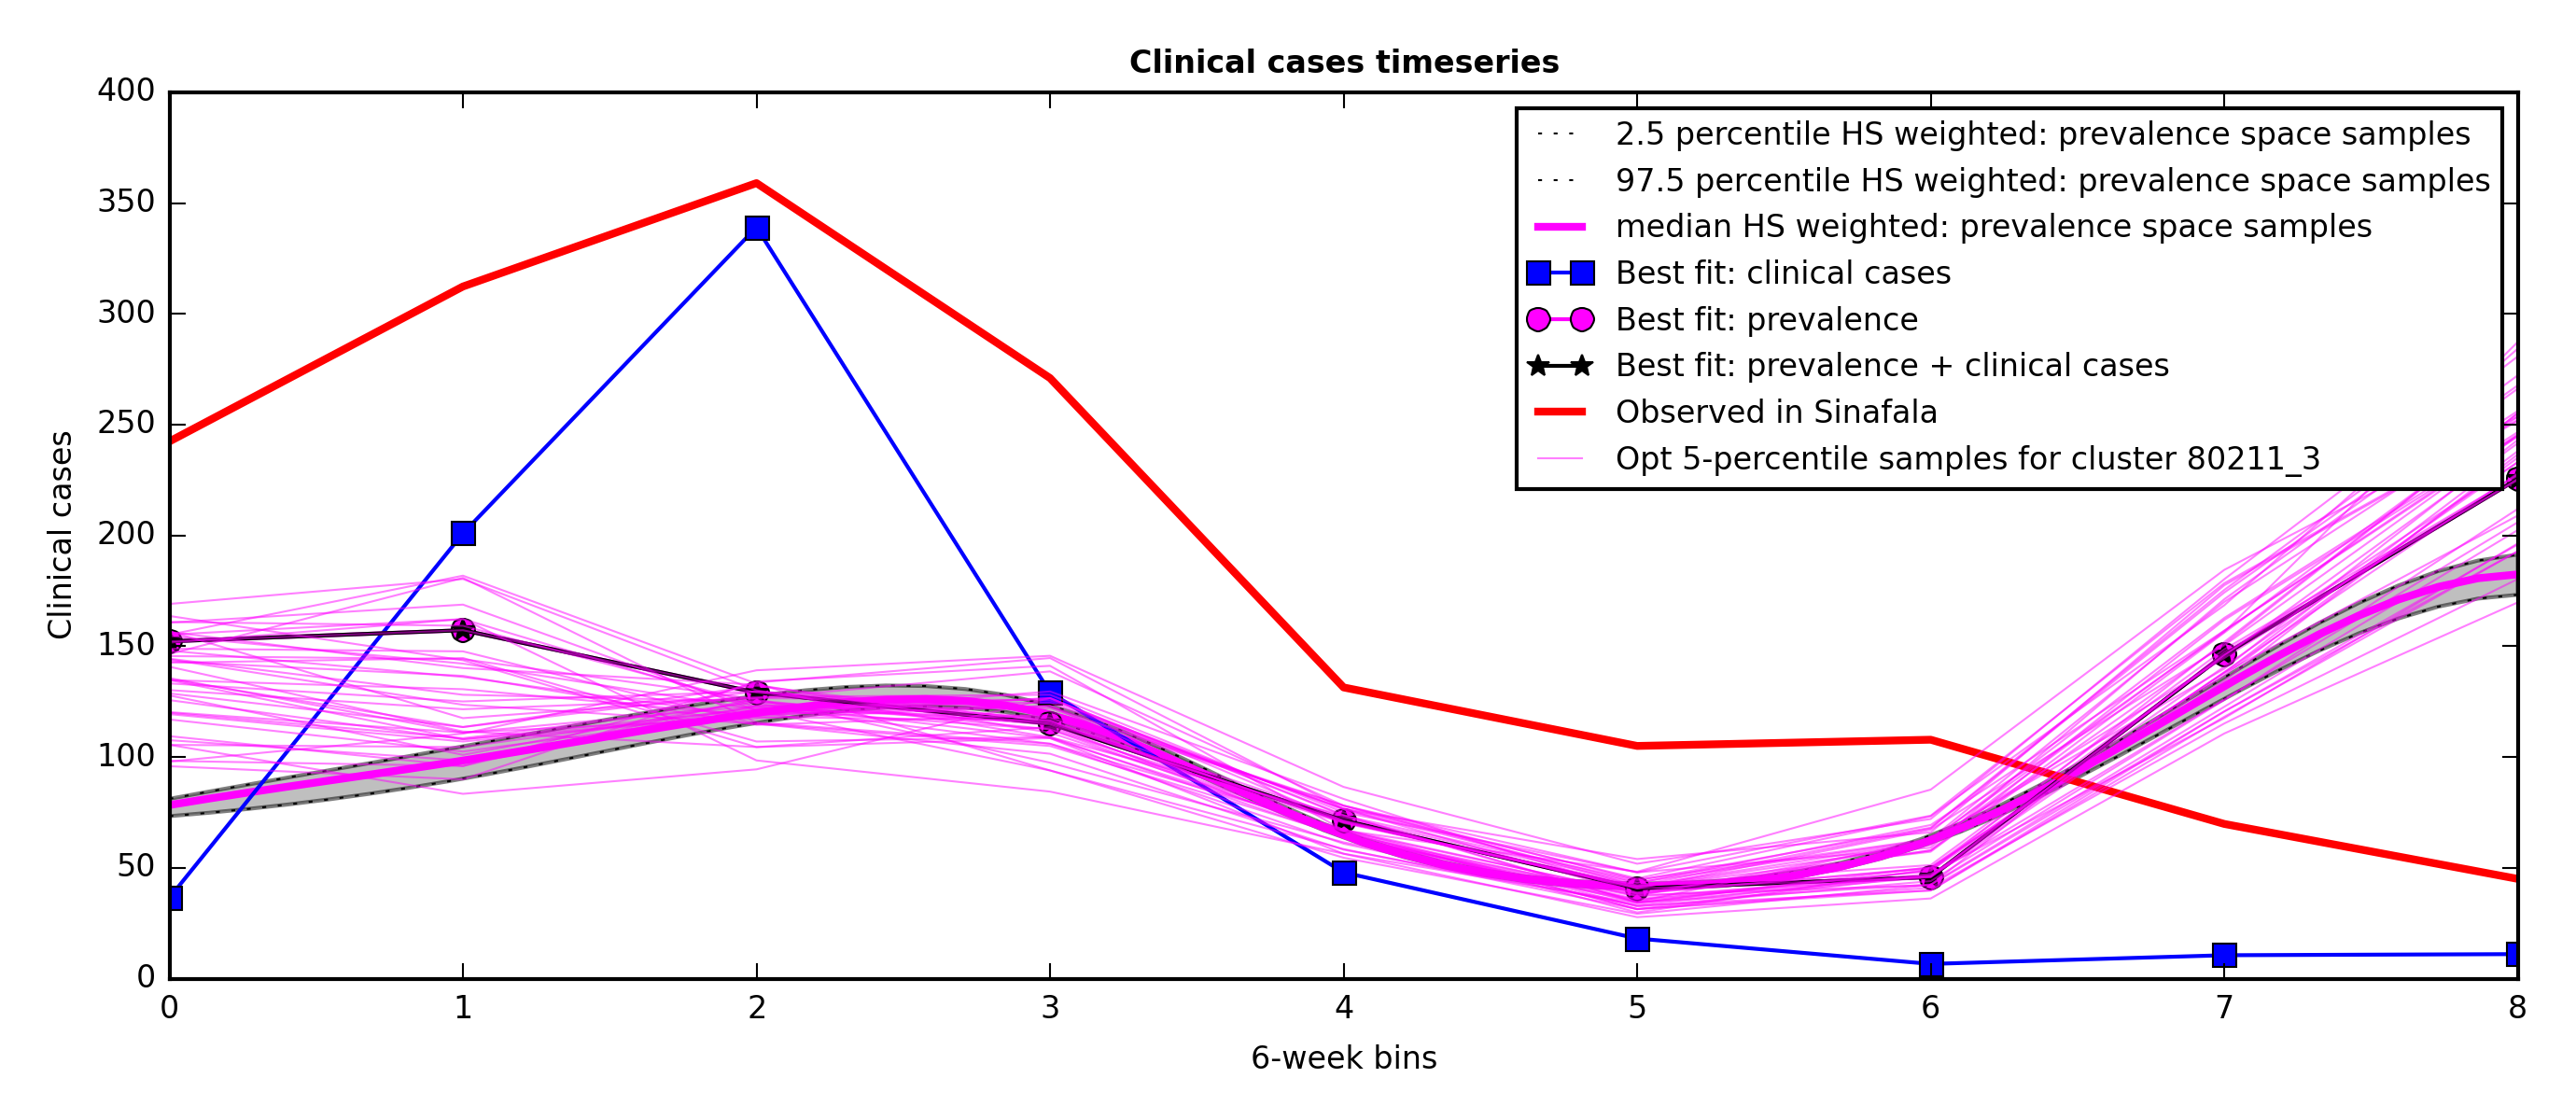 Clinical cases timeseries
400
350
300
250
200
150
100
50
0
Clinical cases
2.5 percentile HS weighted: prevalence space samples
97.5 percentile HS weighted: prevalence space samples
median HS weighted: prevalence space samples
Best fit: clinical cases
Best fit: prevalence
Best fit: prevalence + clinical cases
Observed in Sinafala
Opt 5-percentile samples for cluster 80211_3
0 1 2 3 4 5 6 7 8
6-week bins